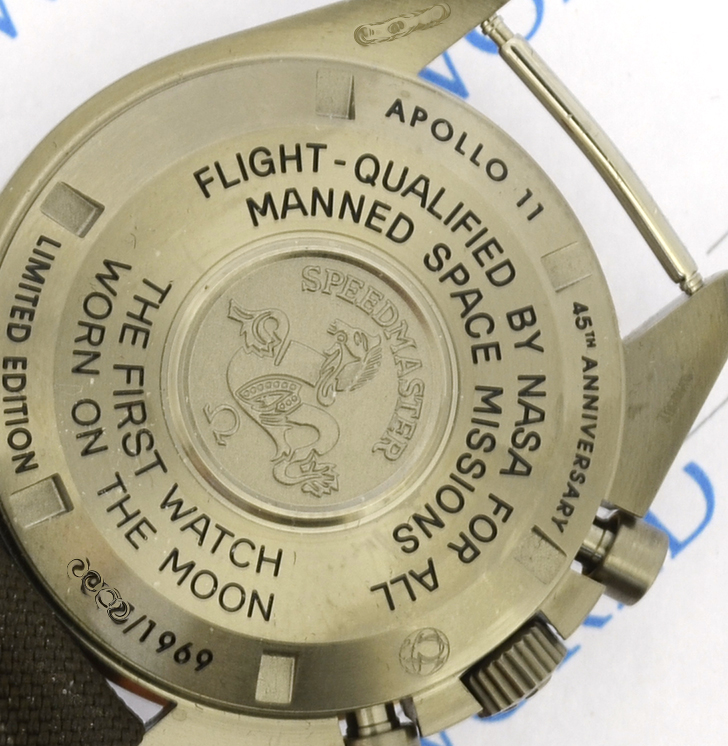 APOLLO 11
45TH ANNIVERSARY
LIMITED EDITION
/1969
FLIGHT-QUALIFIED BY NASA FOR ALL
MANNED SPACE MISSIONS
THE FIRST WATCH
WORN ON THE MOON
SPEEDMASTER
Ω